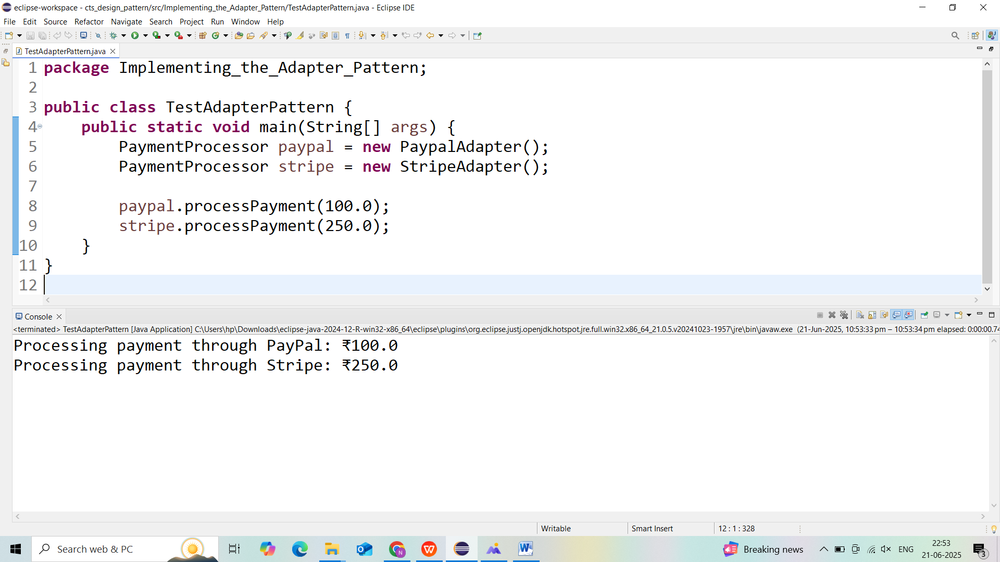 eclipse-workspace - cts_design_pattern/src/Implementing_the_Adapter_Pattern/TestAdapterPattern.java - Eclipse IDE
File Edit Source Refactor Navigate Search Project Run Window Help
TestAdapterPattern.java
1 package Implementing_the_Adapter_Pattern;
2
3 public class TestAdapterPattern {
4 public static void main(String[] args) {
5 PaymentProcessor paypal = new PaypalAdapter();
6 PaymentProcessor stripe = new StripeAdapter();
7
8 paypal.processPayment(100.0);
9 stripe.processPayment(250.0);
10 }
11 }
12
Console
<terminated> TestAdapterPattern [Java Application] C:\Users\hp\Downloads\eclipse-java-2024-12-R-win32-x86_64\eclipse\plugins\org.eclipse.justj.openjdk.hotspot.jre.full.win32.x86_64_21.0.5.v20241023-1957\jre\bin\javaw.exe (21-Jun-2025, 10:53:33 pm – 10:53:34 pm elapsed: 0:00:00.74
Processing payment through PayPal: ₹100.0
Processing payment through Stripe: ₹250.0
Writable Smart Insert 12 : 1 : 328
Search web & PC Breaking news ENG 22:53
21-06-2025 3